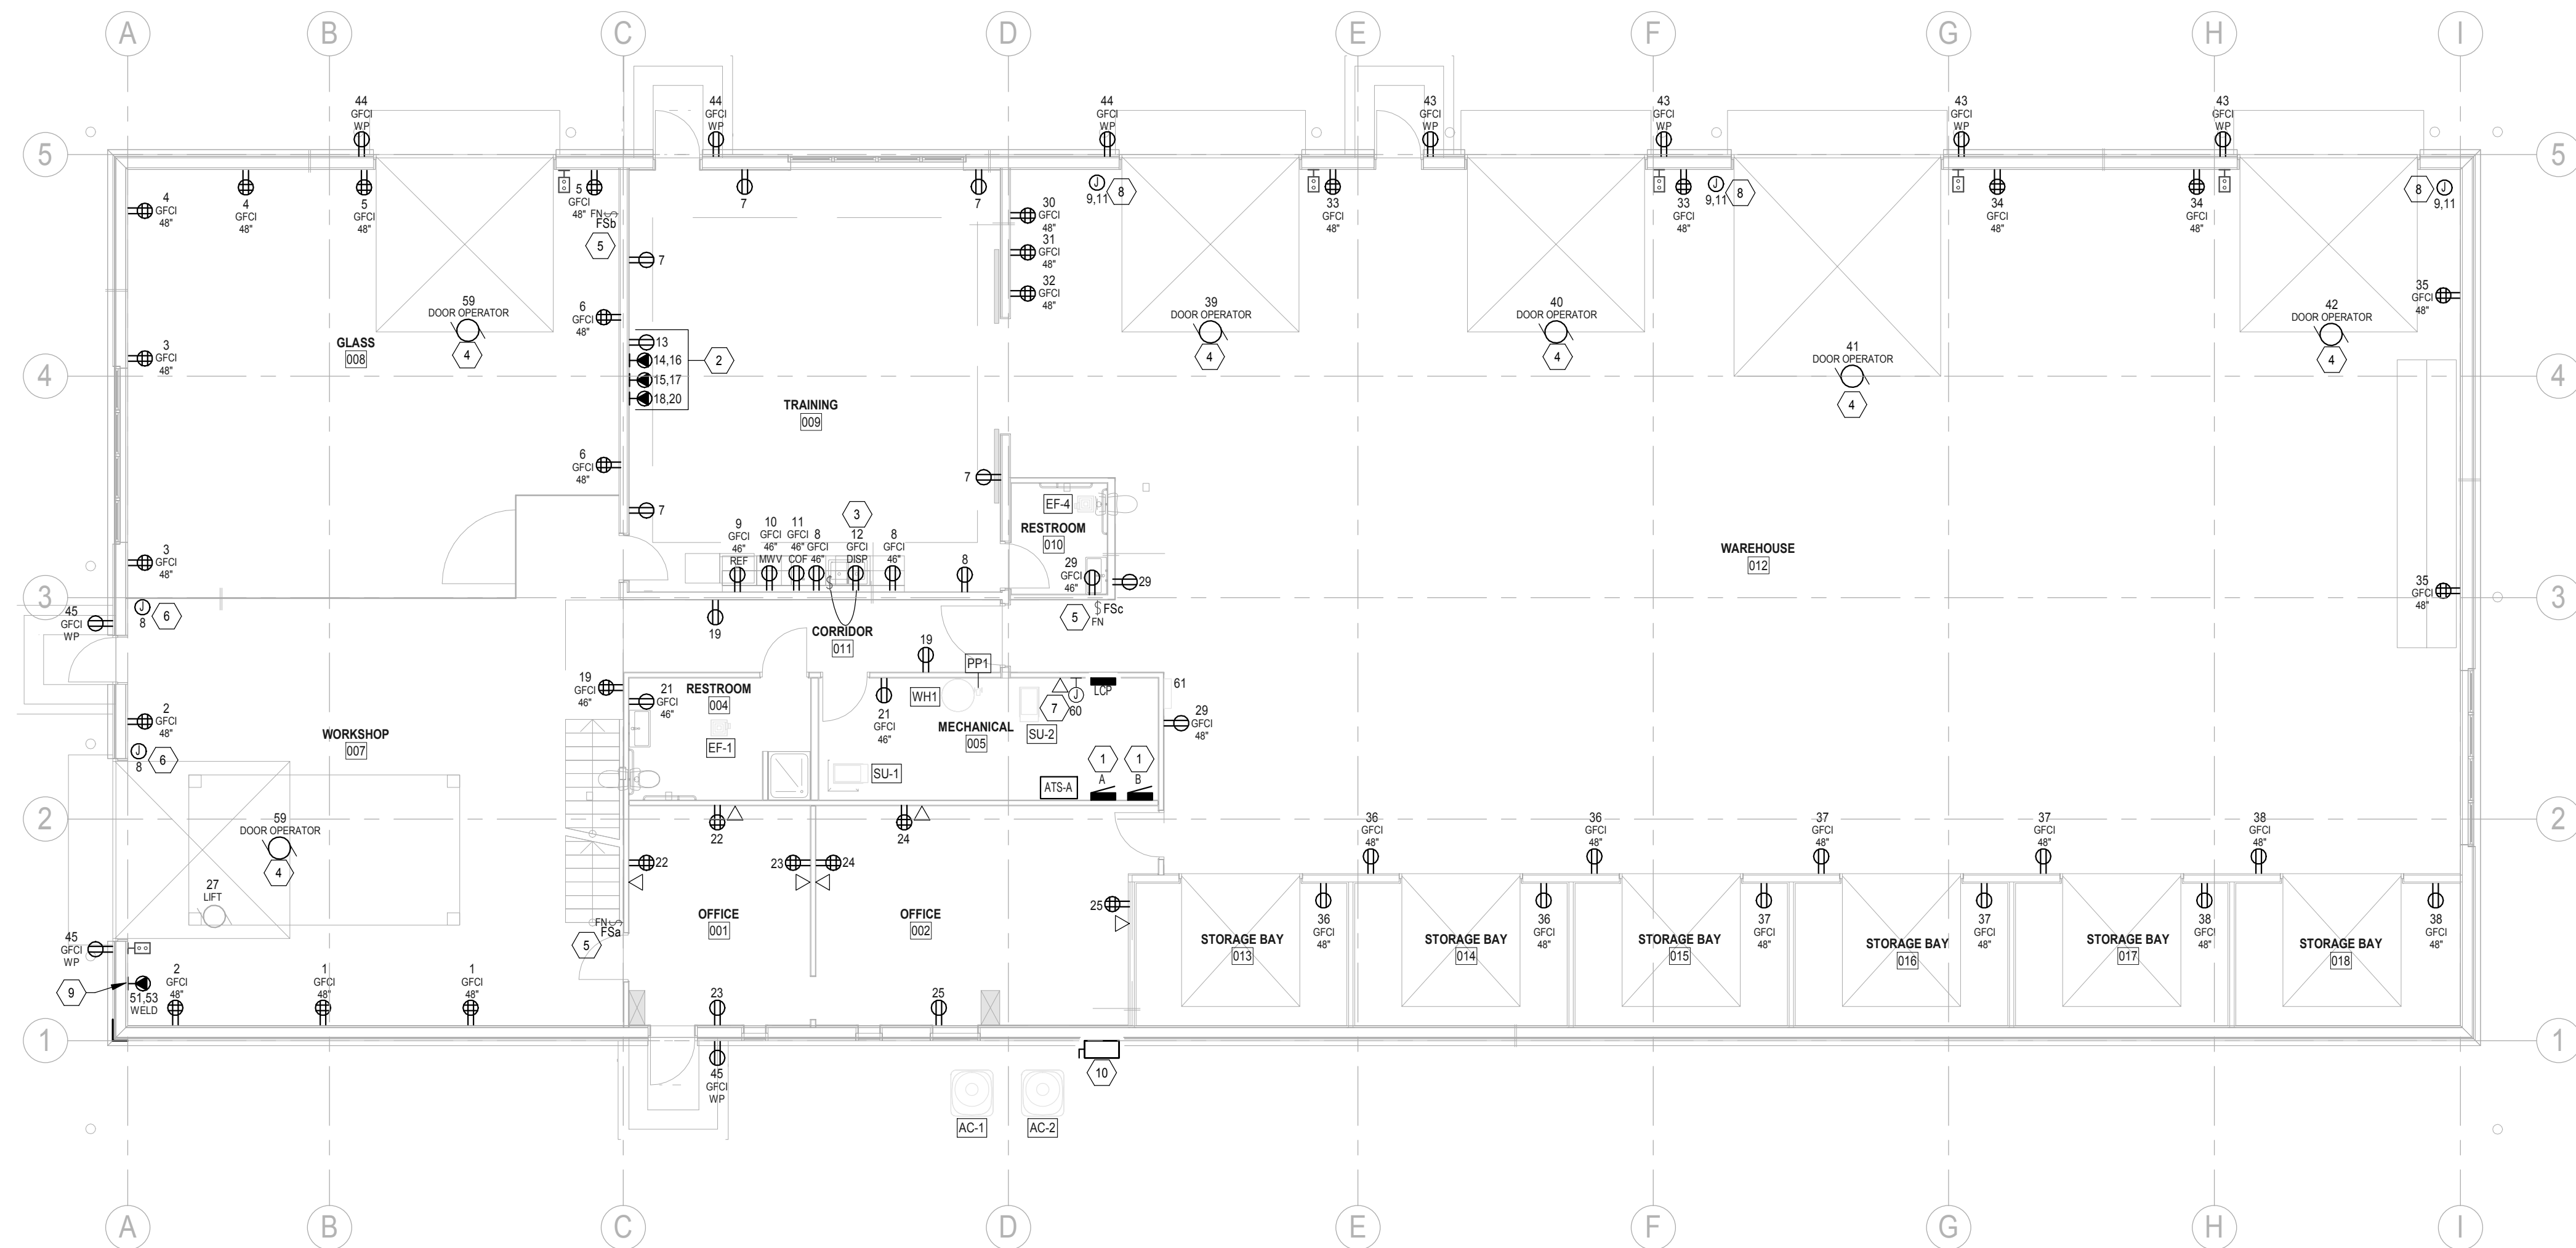 A
B
C
D
E
F
G
H
I
44
GFCI
WP
44
GFCI
WP
44
GFCI
WP
43
GFCI
WP
43
GFCI
WP
43
GFCI
WP
43
GFCI
WP
5
5
4
GFCI
48"
4
GFCI
48"
5
GFCI
48"
5
GFCI
48"
FN
FSb
5
7
7
30
GFCI
48"
31
GFCI
48"
32
GFCI
48"
J
9,11
8
33
GFCI
48"
33
GFCI
48"
J
9,11
8
34
GFCI
48"
34
GFCI
48"
8
J
9,11
7
6
GFCI
48"
59
DOOR OPERATOR
4
39
DOOR OPERATOR
4
40
DOOR OPERATOR
4
41
DOOR OPERATOR
4
42
DOOR OPERATOR
4
35
GFCI
48"
GLASS
008
3
GFCI
48"
13
14,16
15,17
18,20
2
4
4
TRAINING
009
6
GFCI
48"
7
7
EF-4
RESTROOM
010
3
9
GFCI
46"
REF
10
GFCI
46"
MWV
11
GFCI
46"
COF
8
GFCI
46"
12
GFCI
DISP
8
GFCI
46"
8
29
GFCI
46"
29
WAREHOUSE
012
3
GFCI
48"
35
GFCI
48"
3
3
45
GFCI
WP
J
8
6
19
$
CORRIDOR
011
5
$ FSc
FN
19
PP1
19
GFCI
46"
21
GFCI
46"
RESTROOM
004
EF-1
21
GFCI
46"
WH1
MECHANICAL
005
SU-1
SU-2
7
J
60
LCP
61
29
GFCI
48"
1
A
1
B
ATS-A
2
GFCI
48"
J
8
6
WORKSHOP
007
2
2
59
DOOR OPERATOR
4
27
LIFT
22
22
23
24
24
25
FN
FSa
5
OFFICE
001
OFFICE
002
36
GFCI
48"
36
GFCI
48"
37
GFCI
48"
37
GFCI
48"
38
GFCI
48"
36
GFCI
48"
36
GFCI
48"
37
GFCI
48"
37
GFCI
48"
38
GFCI
48"
38
GFCI
48"
STORAGE BAY
013
STORAGE BAY
014
STORAGE BAY
015
STORAGE BAY
016
STORAGE BAY
017
STORAGE BAY
018
45
GFCI
WP
9
51,53
WELD
2
GFCI
48"
1
GFCI
48"
1
GFCI
48"
23
25
1
1
45
GFCI
WP
10
AC-1
AC-2
A
B
C
D
E
F
G
H
I